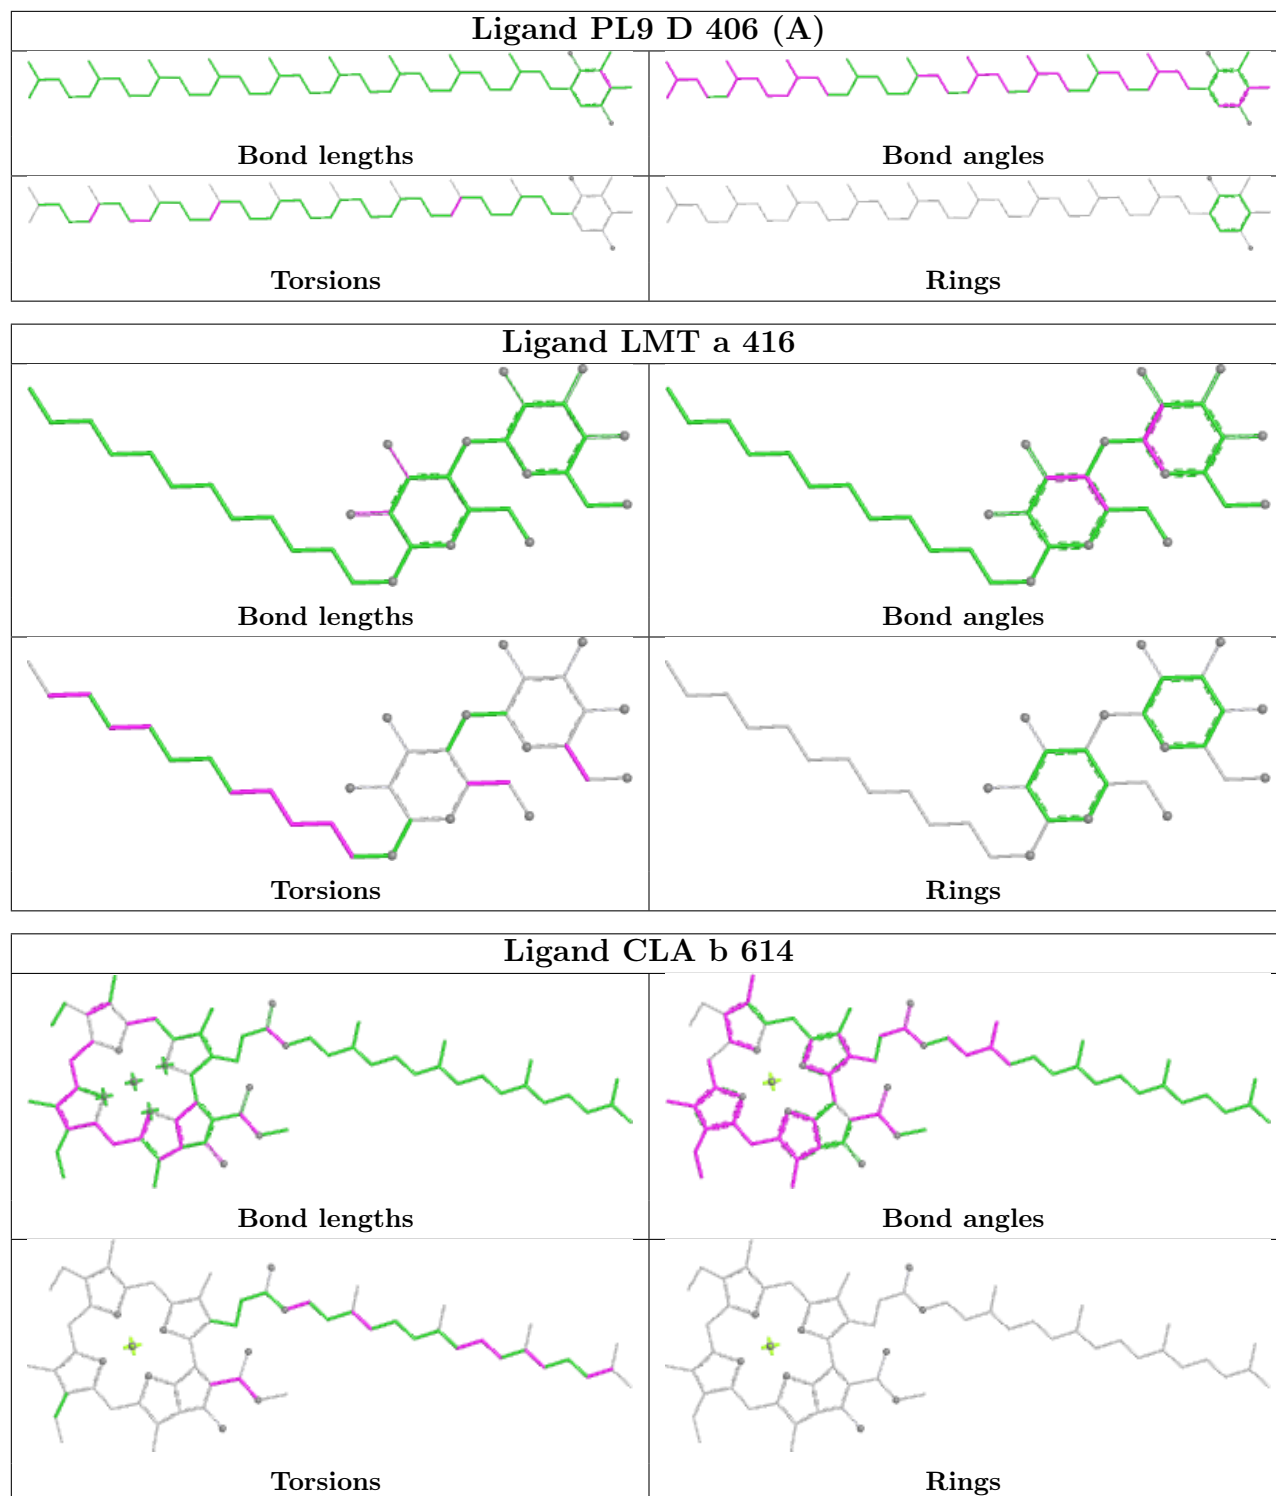 Ligand PL9 D 406 (A)
Bond lengths
Bond angles
Torsions
Rings
Ligand LMT a 416
Bond lengths
Bond angles
Torsions
Rings
Ligand CLA b 614
Bond lengths
Bond angles
Torsions
Rings